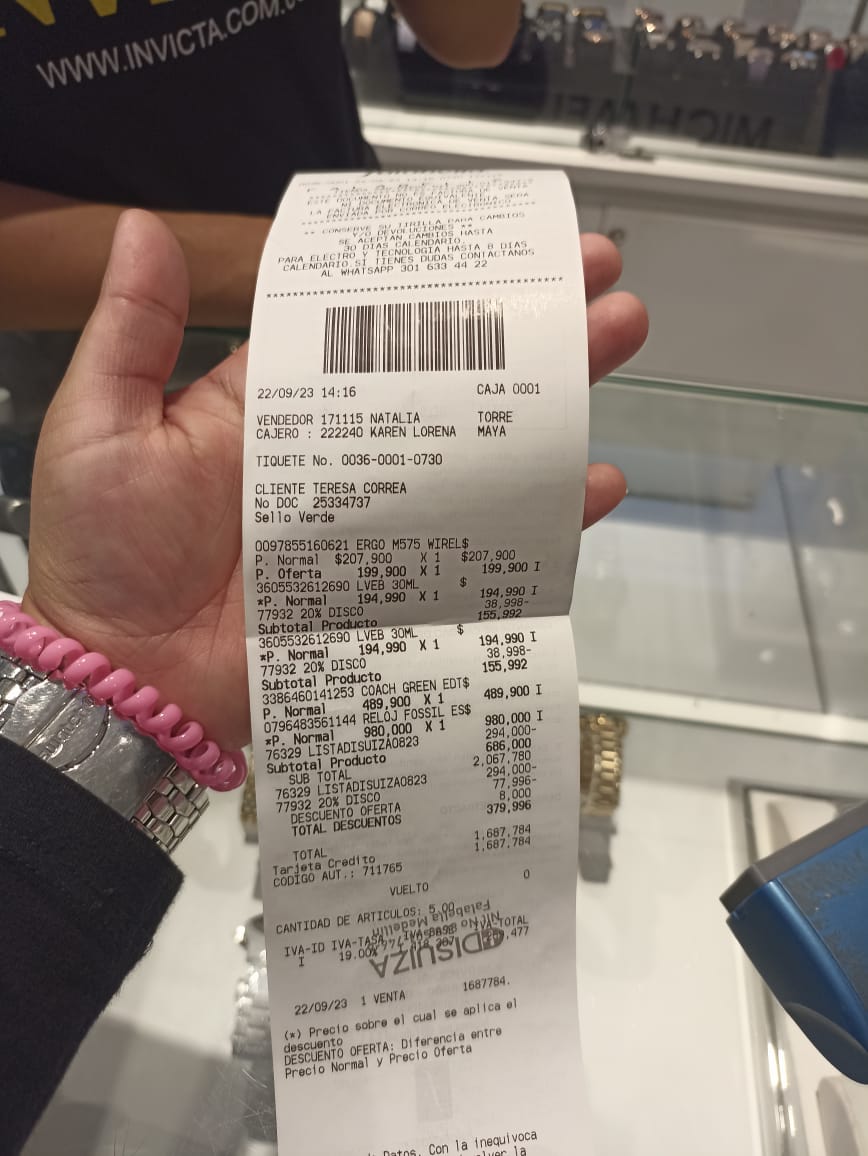 WWW.INVICTA.COM.
MICHAEL
ESTE DOCUMENTO
LA FACTURA
** CONSERVE SU TIRILLA PARA CAMBIOS
Y/O DEVOLUCIONES **
SE ACEPTAN CAMBIOS HASTA
30 DIAS CALENDARIO.
PARA ELECTRO Y TECNOLOGIA HASTA 8 DIAS
CALENDARIO.SI TIENES DUDAS CONTACTANOS
AL WHATSAPP 301 633 44 22
****************************************
22/09/23 14:16 CAJA 0001
VENDEDOR 171115 NATALIA TORRE
CAJERO : 222240 KAREN LORENA MAYA
TIQUETE No. 0036-0001-0730
CLIENTE TERESA CORREA
No DOC 25334737
Sello Verde
0097855160621 ERGO M575 WIREL$
P. Normal $207,900 X 1 $207,900
P. Oferta 199,900 X 1 199,900 I
3605532612690 LVEB 30ML $
*P. Normal 194,990 X 1 194,990 I
77932 20% DISCO 38,998-
Subtotal Producto 155,992
3605532612690 LVEB 30ML $
*P. Normal 194,990 X 1 194,990 I
77932 20% DISCO 38,998-
Subtotal Producto 155,992
3386460141253 COACH GREEN EDT$
P. Normal 489,900 X 1 489,900 I
0796483561144 RELOJ FOSSIL ES$
*P. Normal 980,000 X 1 980,000 I
76329 LISTADISUIZA0823 294,000-
Subtotal Producto 686,000
SUB TOTAL 2,067,780
76329 LISTADISUIZA0823 294,000-
77932 20% DISCO 77,996-
DESCUENTO OFERTA 8,000
TOTAL DESCUENTOS 379,996
TOTAL 1,687,784
Tarjeta Credito 1,687,784
CODIGO AUT.: 711765
VUELTO 0
CANTIDAD DE ARTICULOS: 5,00
Falabella Medellin
IVA-ID IVA-TASA IVA-BASE IVA-TOTAL
I 19.00%
DISUIZA
22/09/23 1 VENTA 1687784.
(*) Precio sobre el cual se aplica el
descuento
DESCUENTO OFERTA: Diferencia entre
Precio Normal y Precio Oferta
Datos. Con la inequivoca